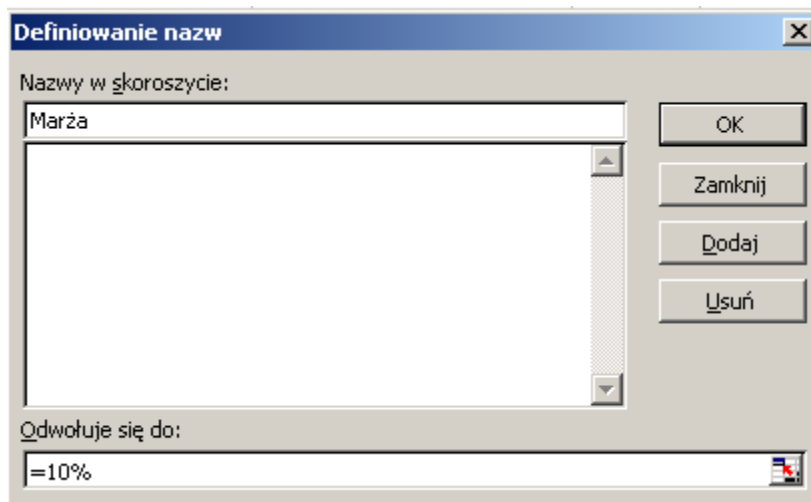 Definiowanie nazw
Nazwy w skoroszycie:
Marża
OK
Zamknij
Dodaj
Usuń
Odwołuje się do:
=10%